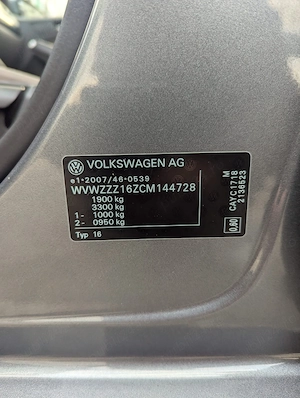 VOLKSWAGEN AG
e1-2007/46-0539
WVWZZZ16ZCM144728
1900 kg
3300 kg
1- 1000 kg
2- 0950 kg
Typ 16
M
CAYC1718
2136523
0,60